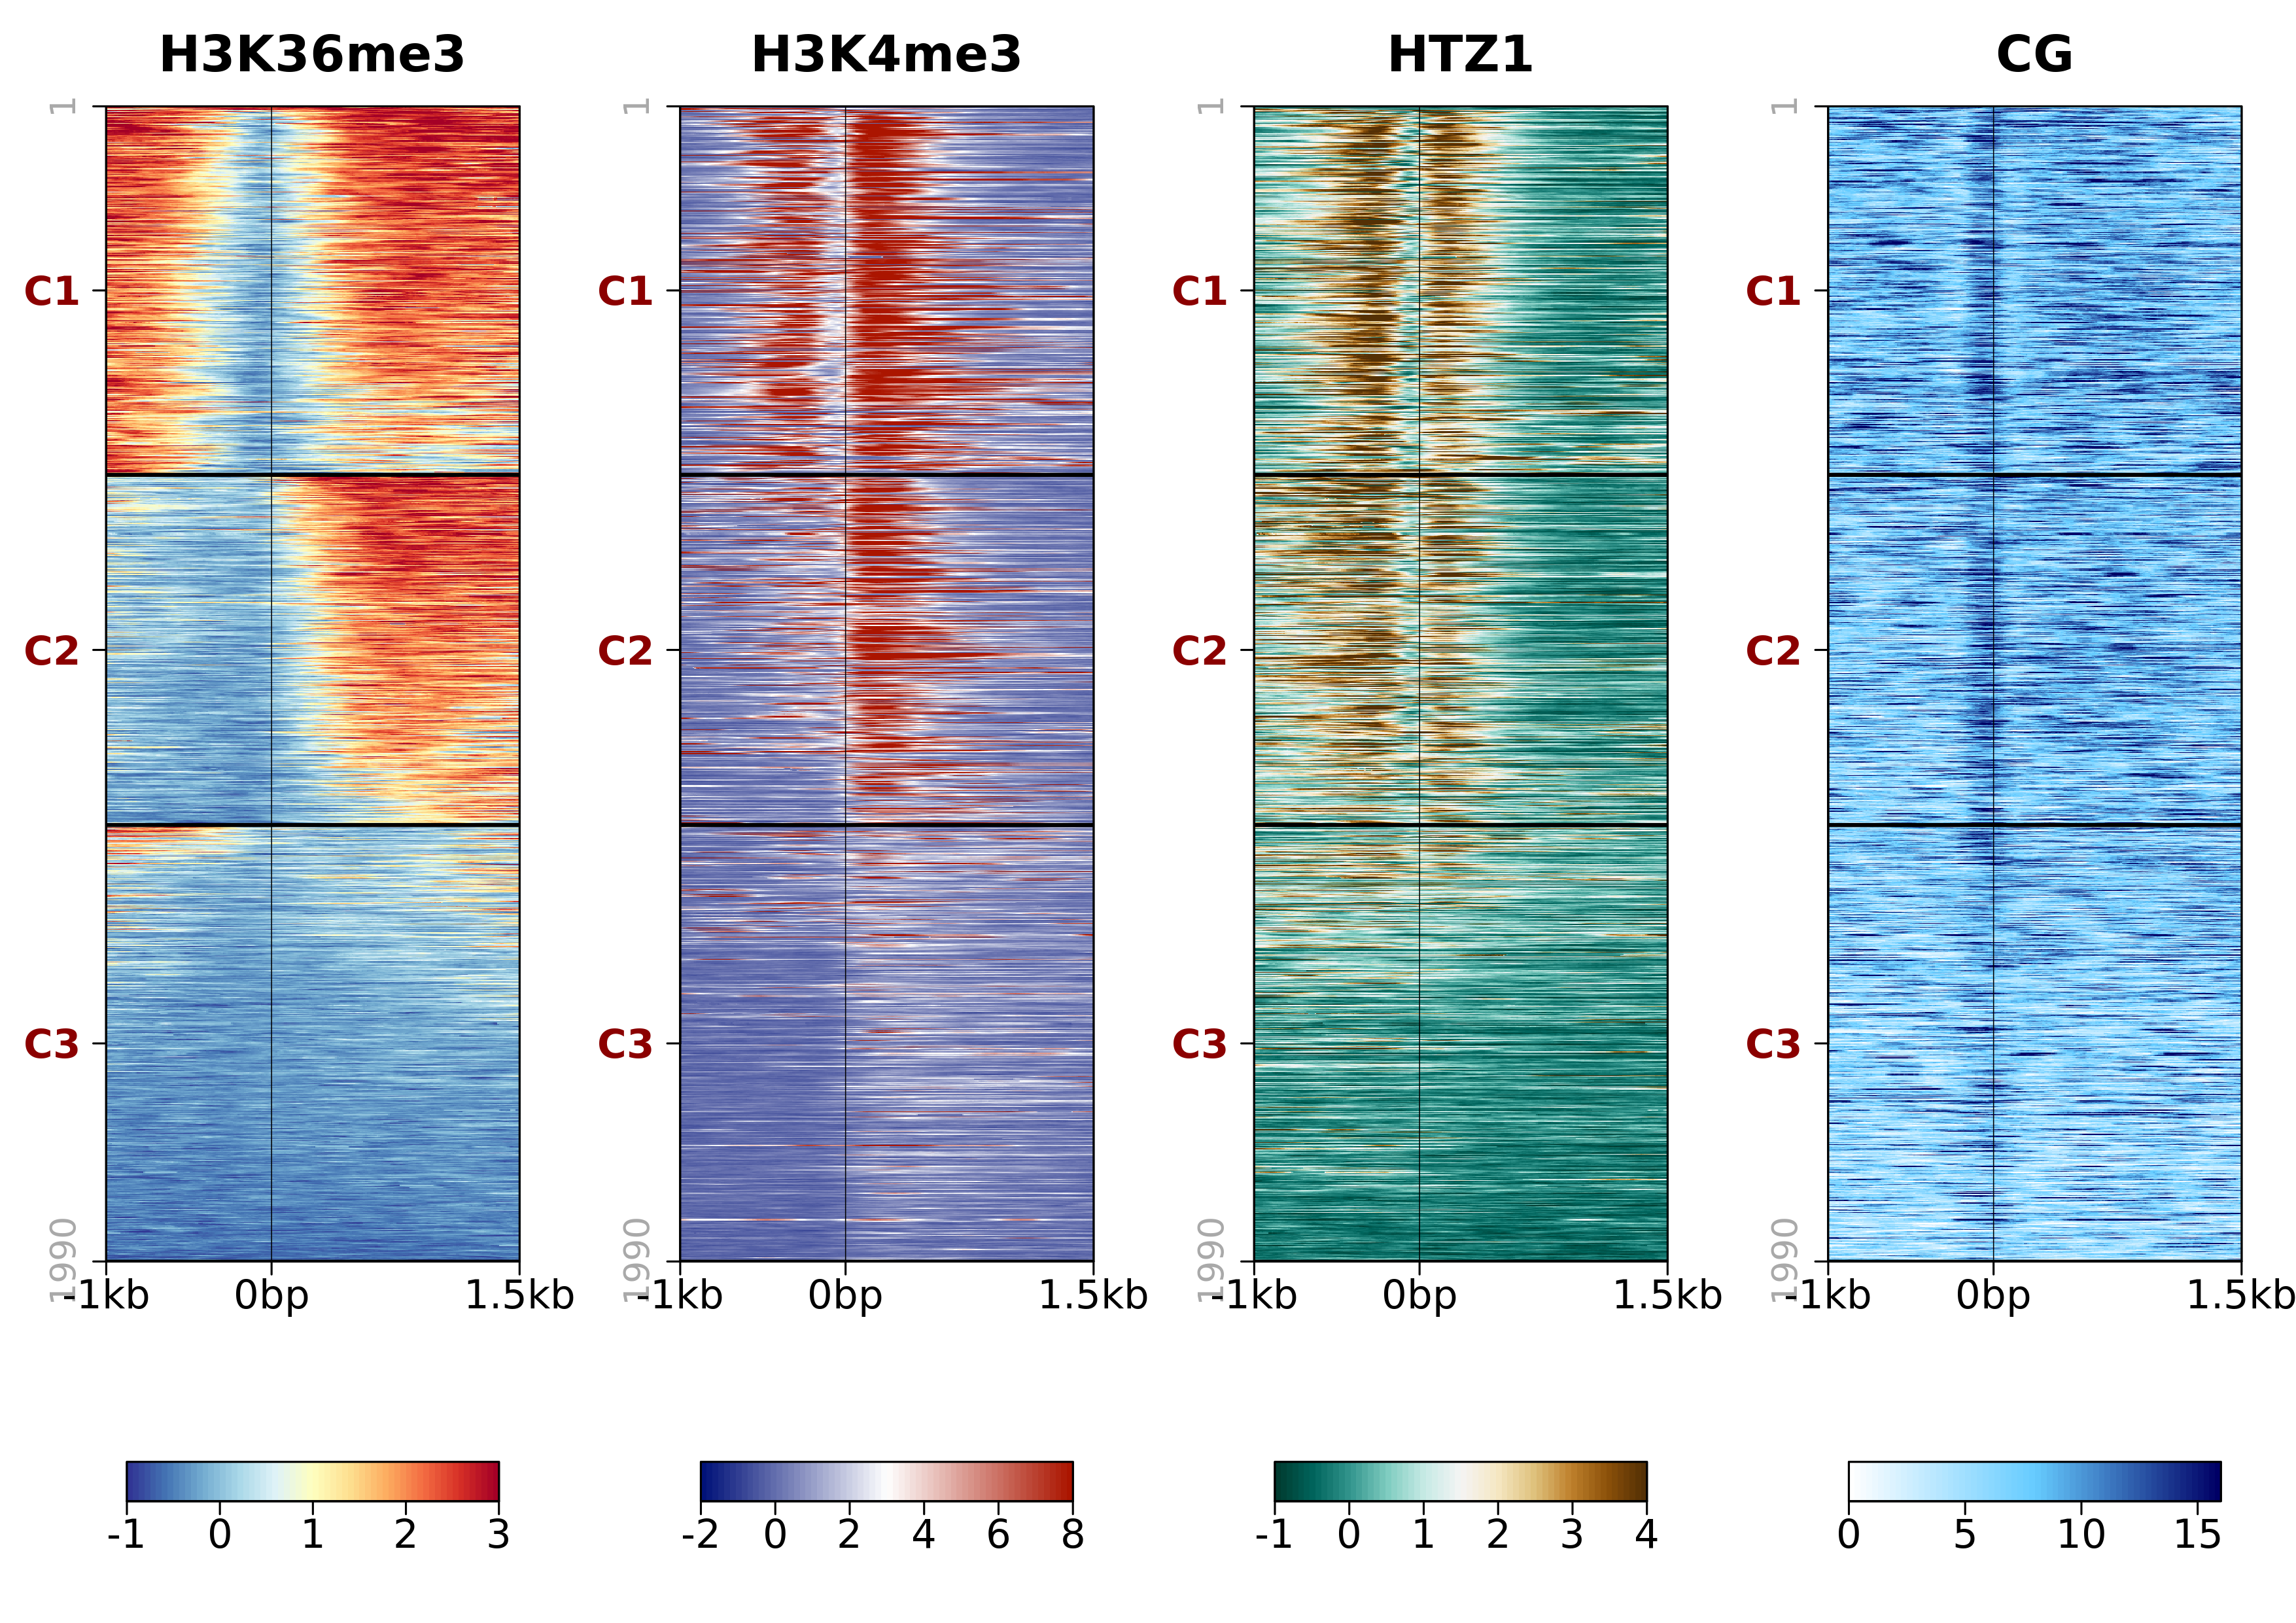 H3K36me3 H3K4me3 HTZ1 CG
1 1 1 1
C1 C1 C1 C1
C2 C2 C2 C2
C3 C3 C3 C3
1990 1990 1990 1990
-1kb 0bp 1.5kb -1kb 0bp 1.5kb -1kb 0bp 1.5kb -1kb 0bp 1.5kb
-1 0 1 2 3 -2 0 2 4 6 8 -1 0 1 2 3 4 0 5 10 15